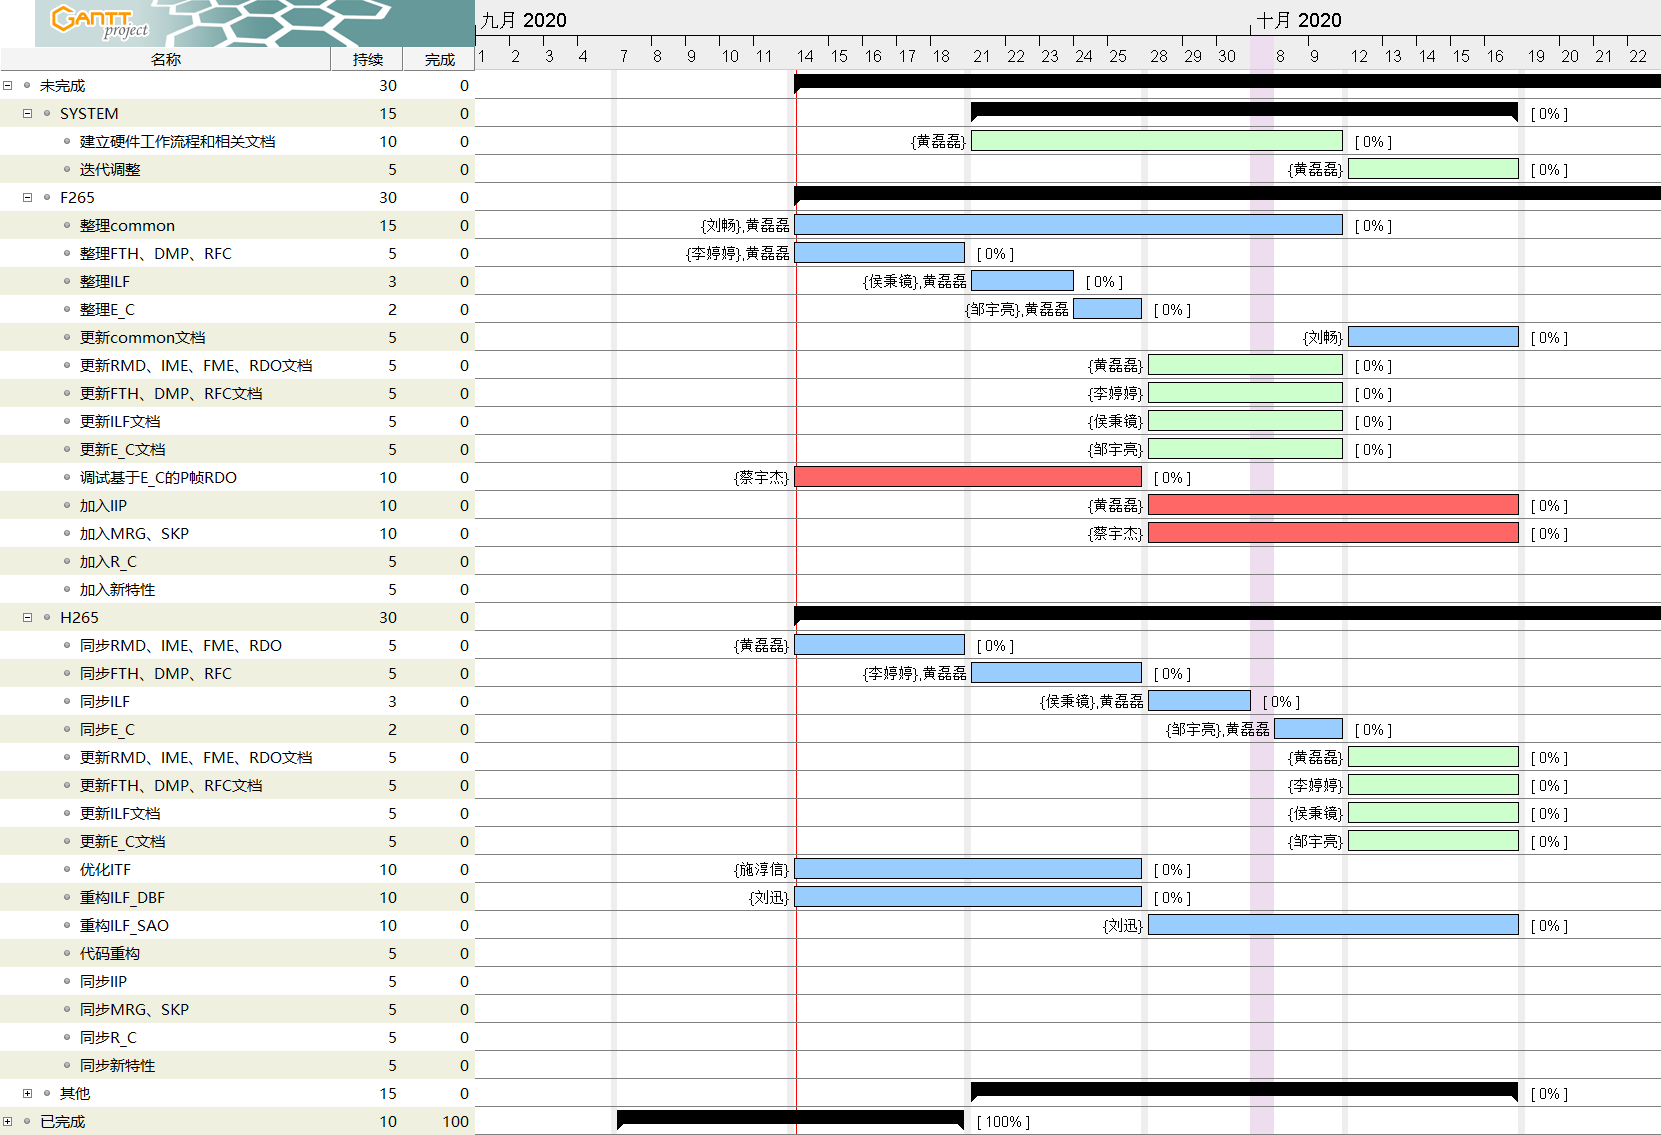 GANTT
project
九月 2020 十月 2020
名称 持续 完成 1 2 3 4 7 8 9 10 11 14 15 16 17 18 21 22 23 24 25 28 29 30 8 9 12 13 14 15 16 19 20 21 22
未完成 30 0
SYSTEM 15 0 [ 0% ]
建立硬件工作流程和相关文档 10 0 {黄磊磊} [ 0% ]
迭代调整 5 0 {黄磊磊} [ 0% ]
F265 30 0
整理common 15 0 {刘畅},黄磊磊 [ 0% ]
整理FTH、DMP、RFC 5 0 {李婷婷},黄磊磊 [ 0% ]
整理ILF 3 0 {侯秉镜},黄磊磊 [ 0% ]
整理E_C 2 0 {邹宇亮},黄磊磊 [ 0% ]
更新common文档 5 0 {刘畅} [ 0% ]
更新RMD、IME、FME、RDO文档 5 0 {黄磊磊} [ 0% ]
更新FTH、DMP、RFC文档 5 0 {李婷婷} [ 0% ]
更新ILF文档 5 0 {侯秉镜} [ 0% ]
更新E_C文档 5 0 {邹宇亮} [ 0% ]
调试基于E_C的P帧RDO 10 0 {蔡宇杰} [ 0% ]
加入IIP 10 0 {黄磊磊} [ 0% ]
加入MRG、SKP 10 0 {蔡宇杰} [ 0% ]
加入R_C 5 0
加入新特性 5 0
H265 30 0
同步RMD、IME、FME、RDO 5 0 {黄磊磊} [ 0% ]
同步FTH、DMP、RFC 5 0 {李婷婷},黄磊磊 [ 0% ]
同步ILF 3 0 {侯秉镜},黄磊磊 [ 0% ]
同步E_C 2 0 {邹宇亮},黄磊磊 [ 0% ]
更新RMD、IME、FME、RDO文档 5 0 {黄磊磊} [ 0% ]
更新FTH、DMP、RFC文档 5 0 {李婷婷} [ 0% ]
更新ILF文档 5 0 {侯秉镜} [ 0% ]
更新E_C文档 5 0 {邹宇亮} [ 0% ]
优化ITF 10 0 {施淳信} [ 0% ]
重构ILF_DBF 10 0 {刘迅} [ 0% ]
重构ILF_SAO 10 0 {刘迅} [ 0% ]
代码重构 5 0
同步IIP 5 0
同步MRG、SKP 5 0
同步R_C 5 0
同步新特性 5 0
其他 15 0 [ 0% ]
已完成 10 100 [ 100% ]